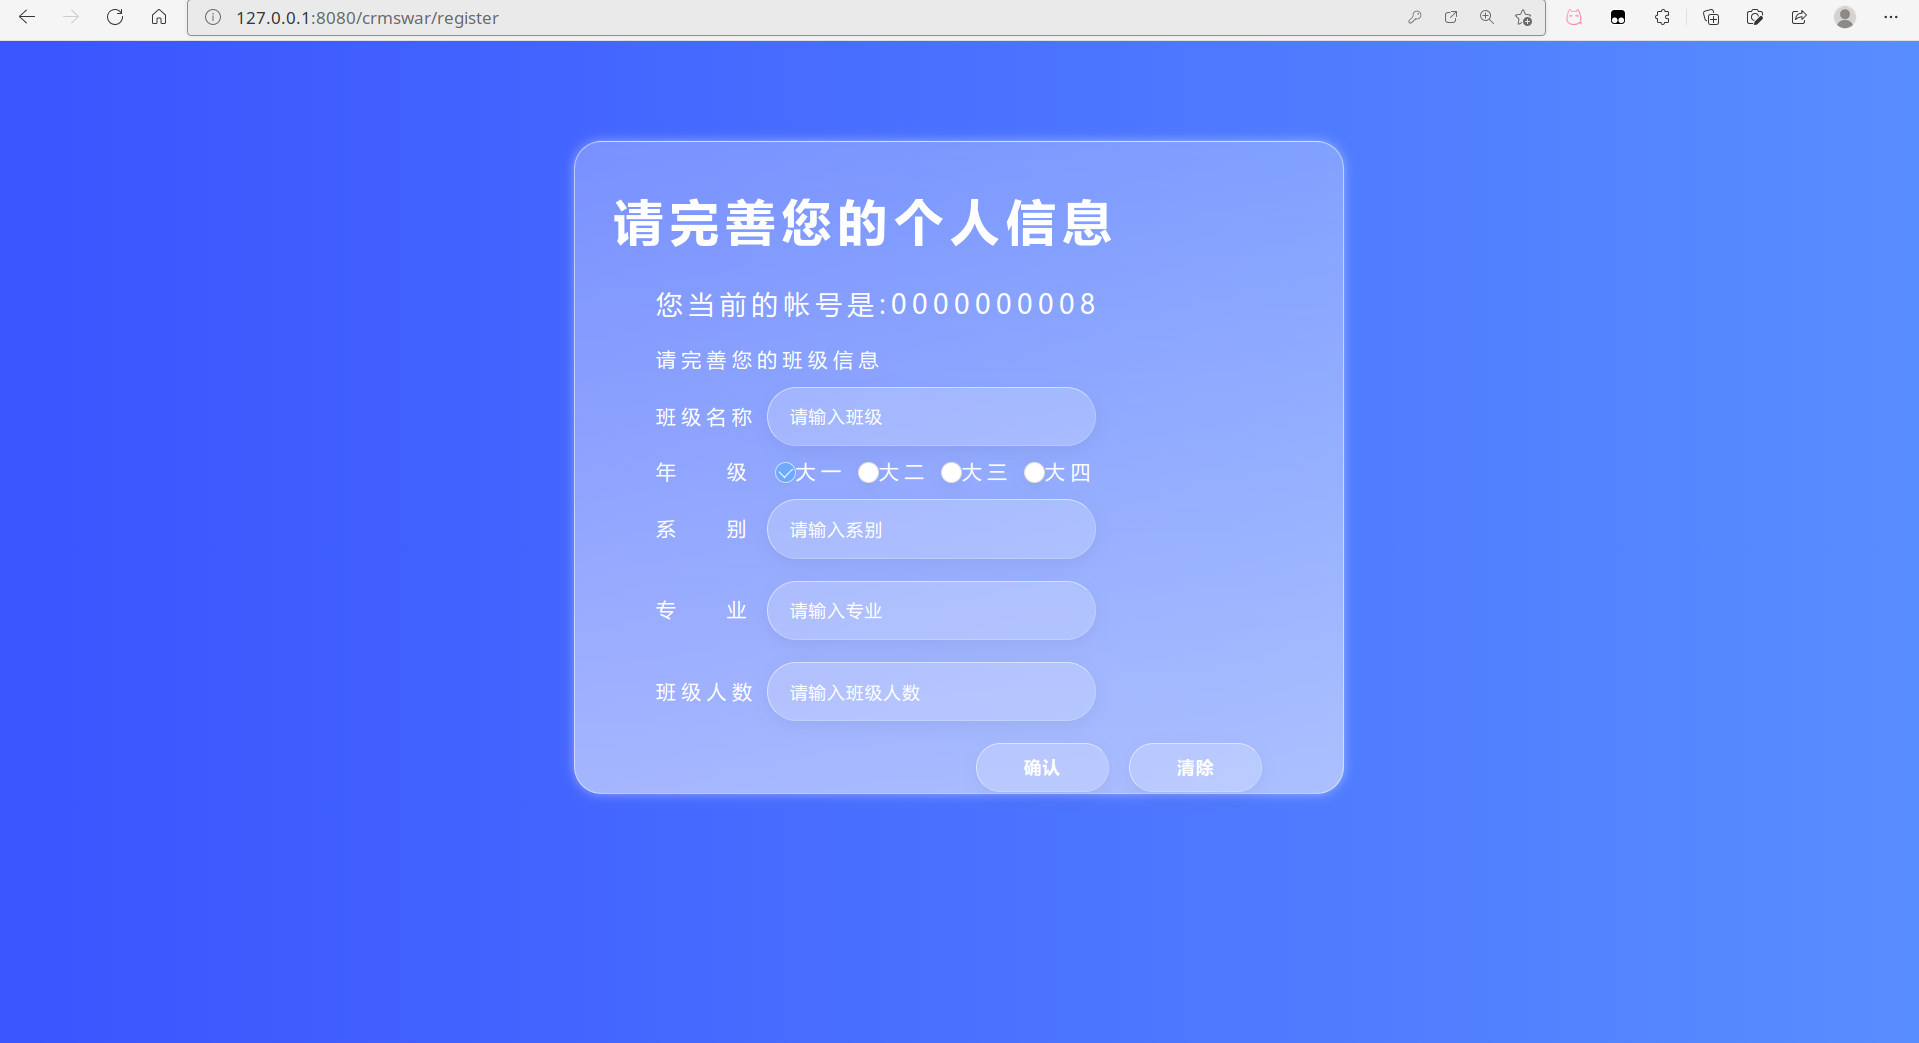 127.0.0.1:8080/crmswar/register
请完善您的个人信息
您当前的帐号是:0000000008
请完善您的班级信息
班级名称 请输入班级
年 级 大一 大二 大三 大四
系 别 请输入系别
专 业 请输入专业
班级人数 请输入班级人数
确认 清除